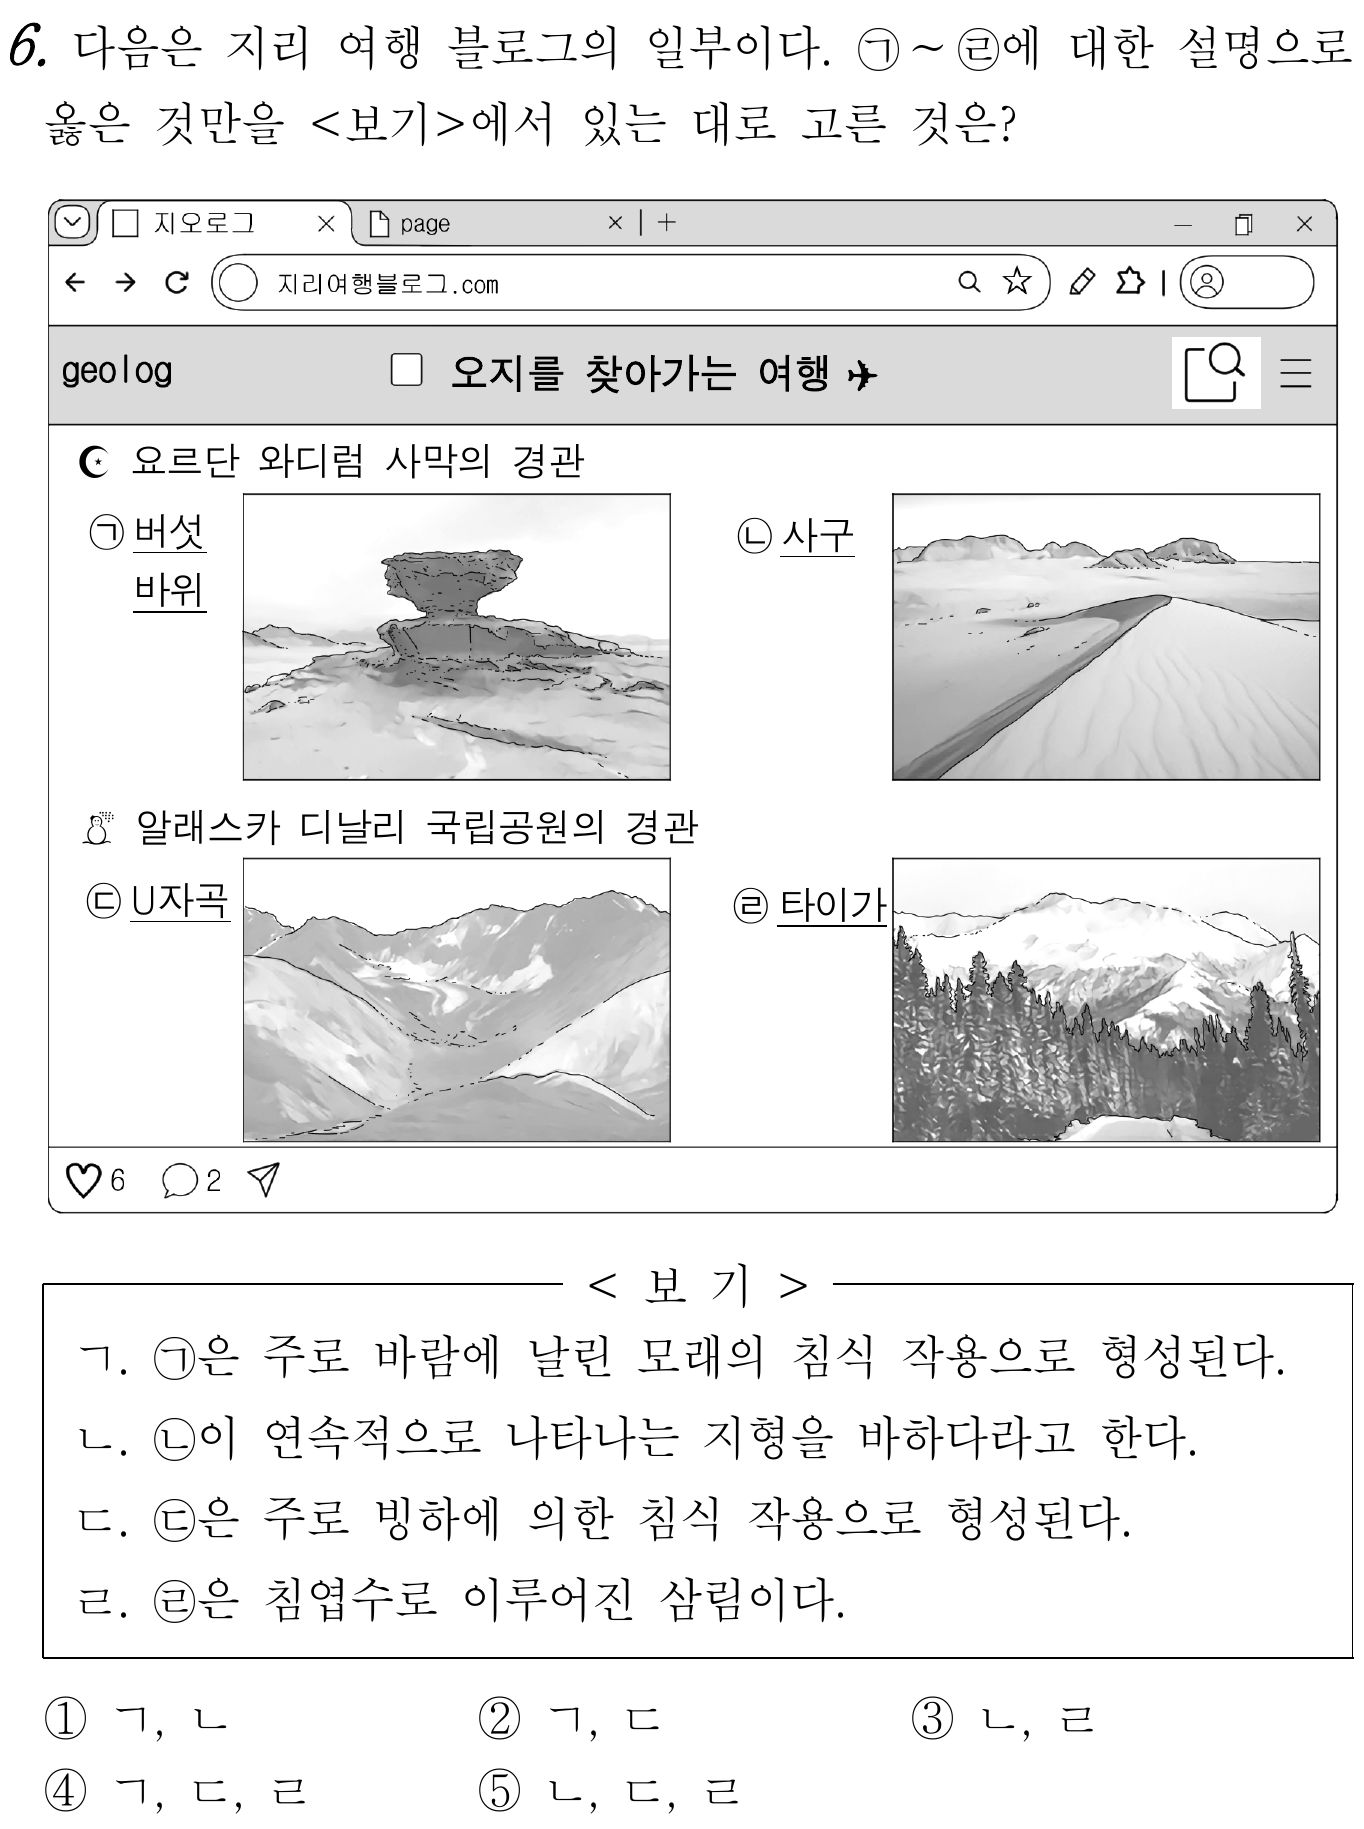 6. 다음은 지리 여행 블로그의 일부이다. ㉠~㉣에 대한 설명으로
옳은 것만을 <보기>에서 있는 대로 고른 것은?
지오로그 page
지리여행블로그.com
geolog 오지를 찾아가는 여행
요르단 와디럼 사막의 경관
㉠ 버섯
바위
㉡ 사구
알래스카 디날리 국립공원의 경관
㉢ U자곡
㉣ 타이가
6 2
< 보 기 >
ㄱ. ㉠은 주로 바람에 날린 모래의 침식 작용으로 형성된다.
ㄴ. ㉡이 연속적으로 나타나는 지형을 바하다라고 한다.
ㄷ. ㉢은 주로 빙하에 의한 침식 작용으로 형성된다.
ㄹ. ㉣은 침엽수로 이루어진 삼림이다.
① ㄱ, ㄴ ② ㄱ, ㄷ ③ ㄴ, ㄹ
④ ㄱ, ㄷ, ㄹ ⑤ ㄴ, ㄷ, ㄹ